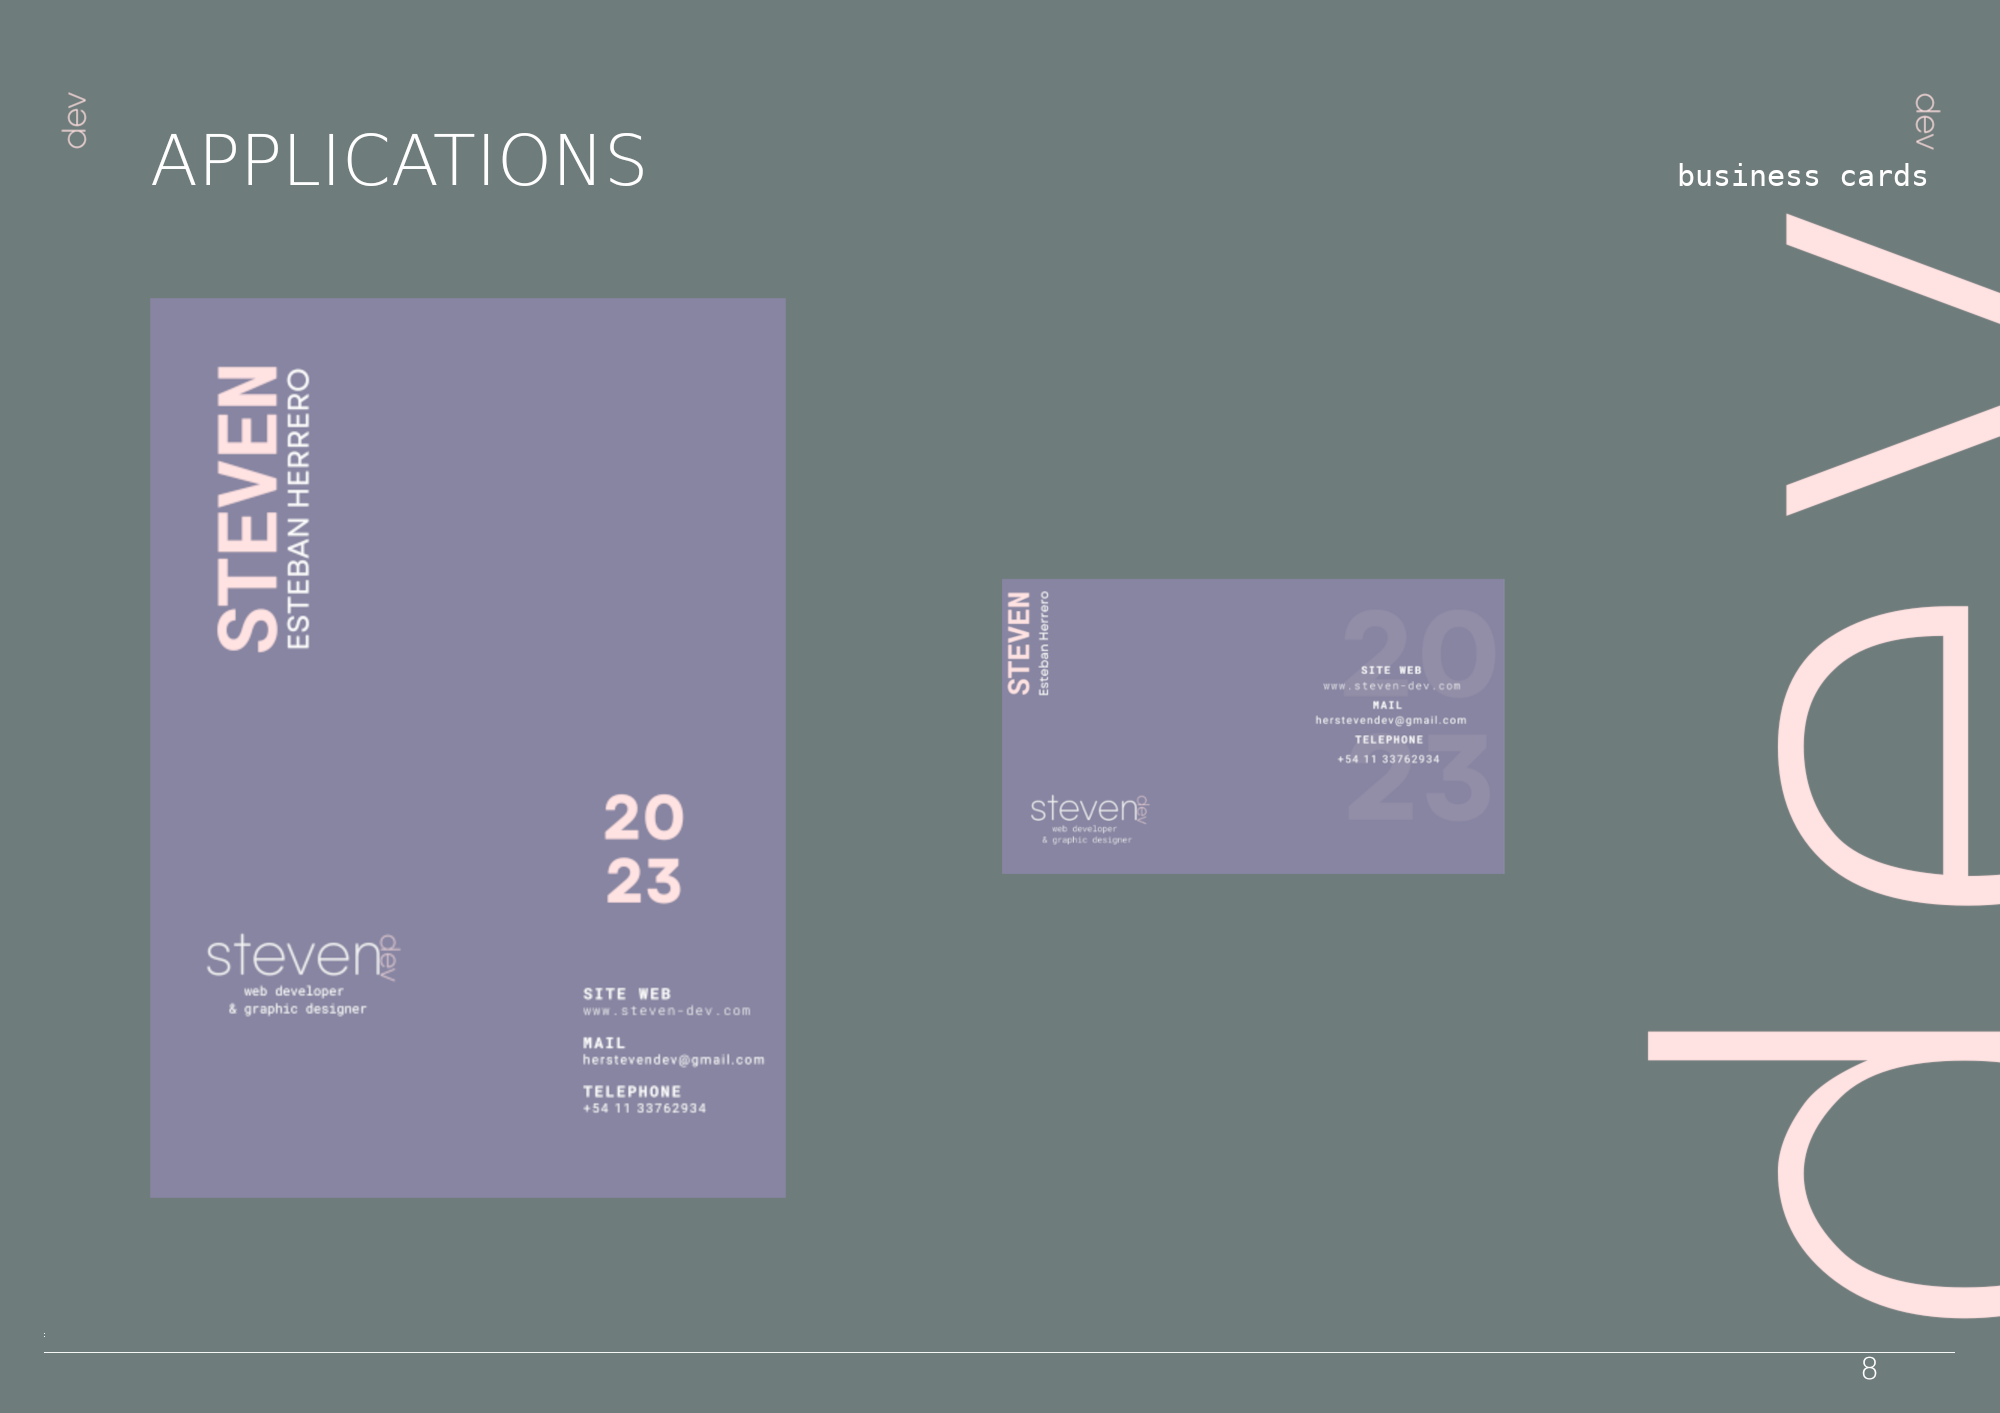 dev
dev
APPLICATIONS
business cards
STEVEN
ESTEBAN HERRERO
20
23
steven dev
web developer
& graphic designer
SITE WEB
www.steven-dev.com
MAIL
herstevendev@gmail.com
TELEPHONE
+54 11 33762934
STEVEN
Esteban Herrero
20
23
SITE WEB
www.steven-dev.com
MAIL
herstevendev@gmail.com
TELEPHONE
+54 11 33762934
steven dev
web developer
& graphic designer
dev
8